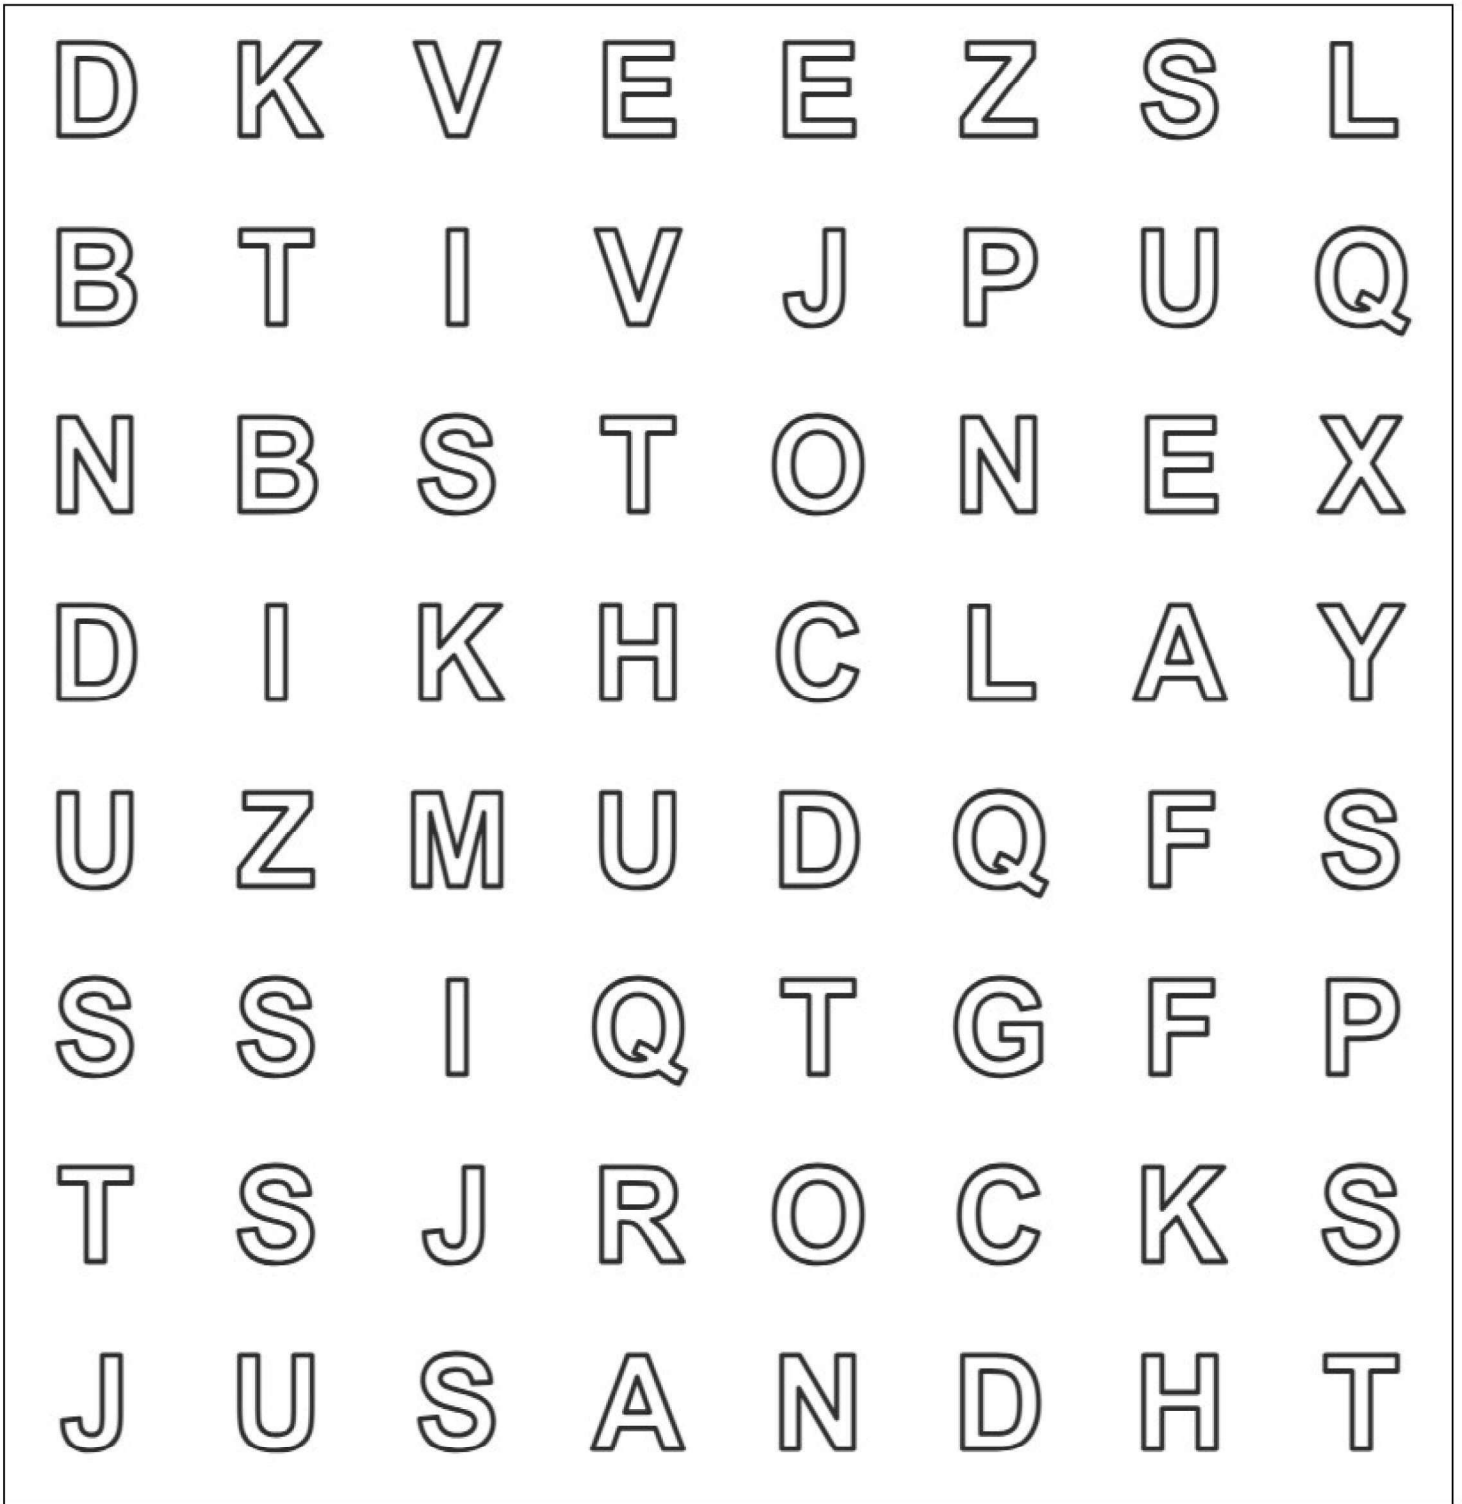 D K V E E Z S L
B T I V J P U Q
N B S T O N E X
D I K H C L A Y
U Z M U D Q F S
S S I Q T G F P
T S J R O C K S
J U S A N D H T